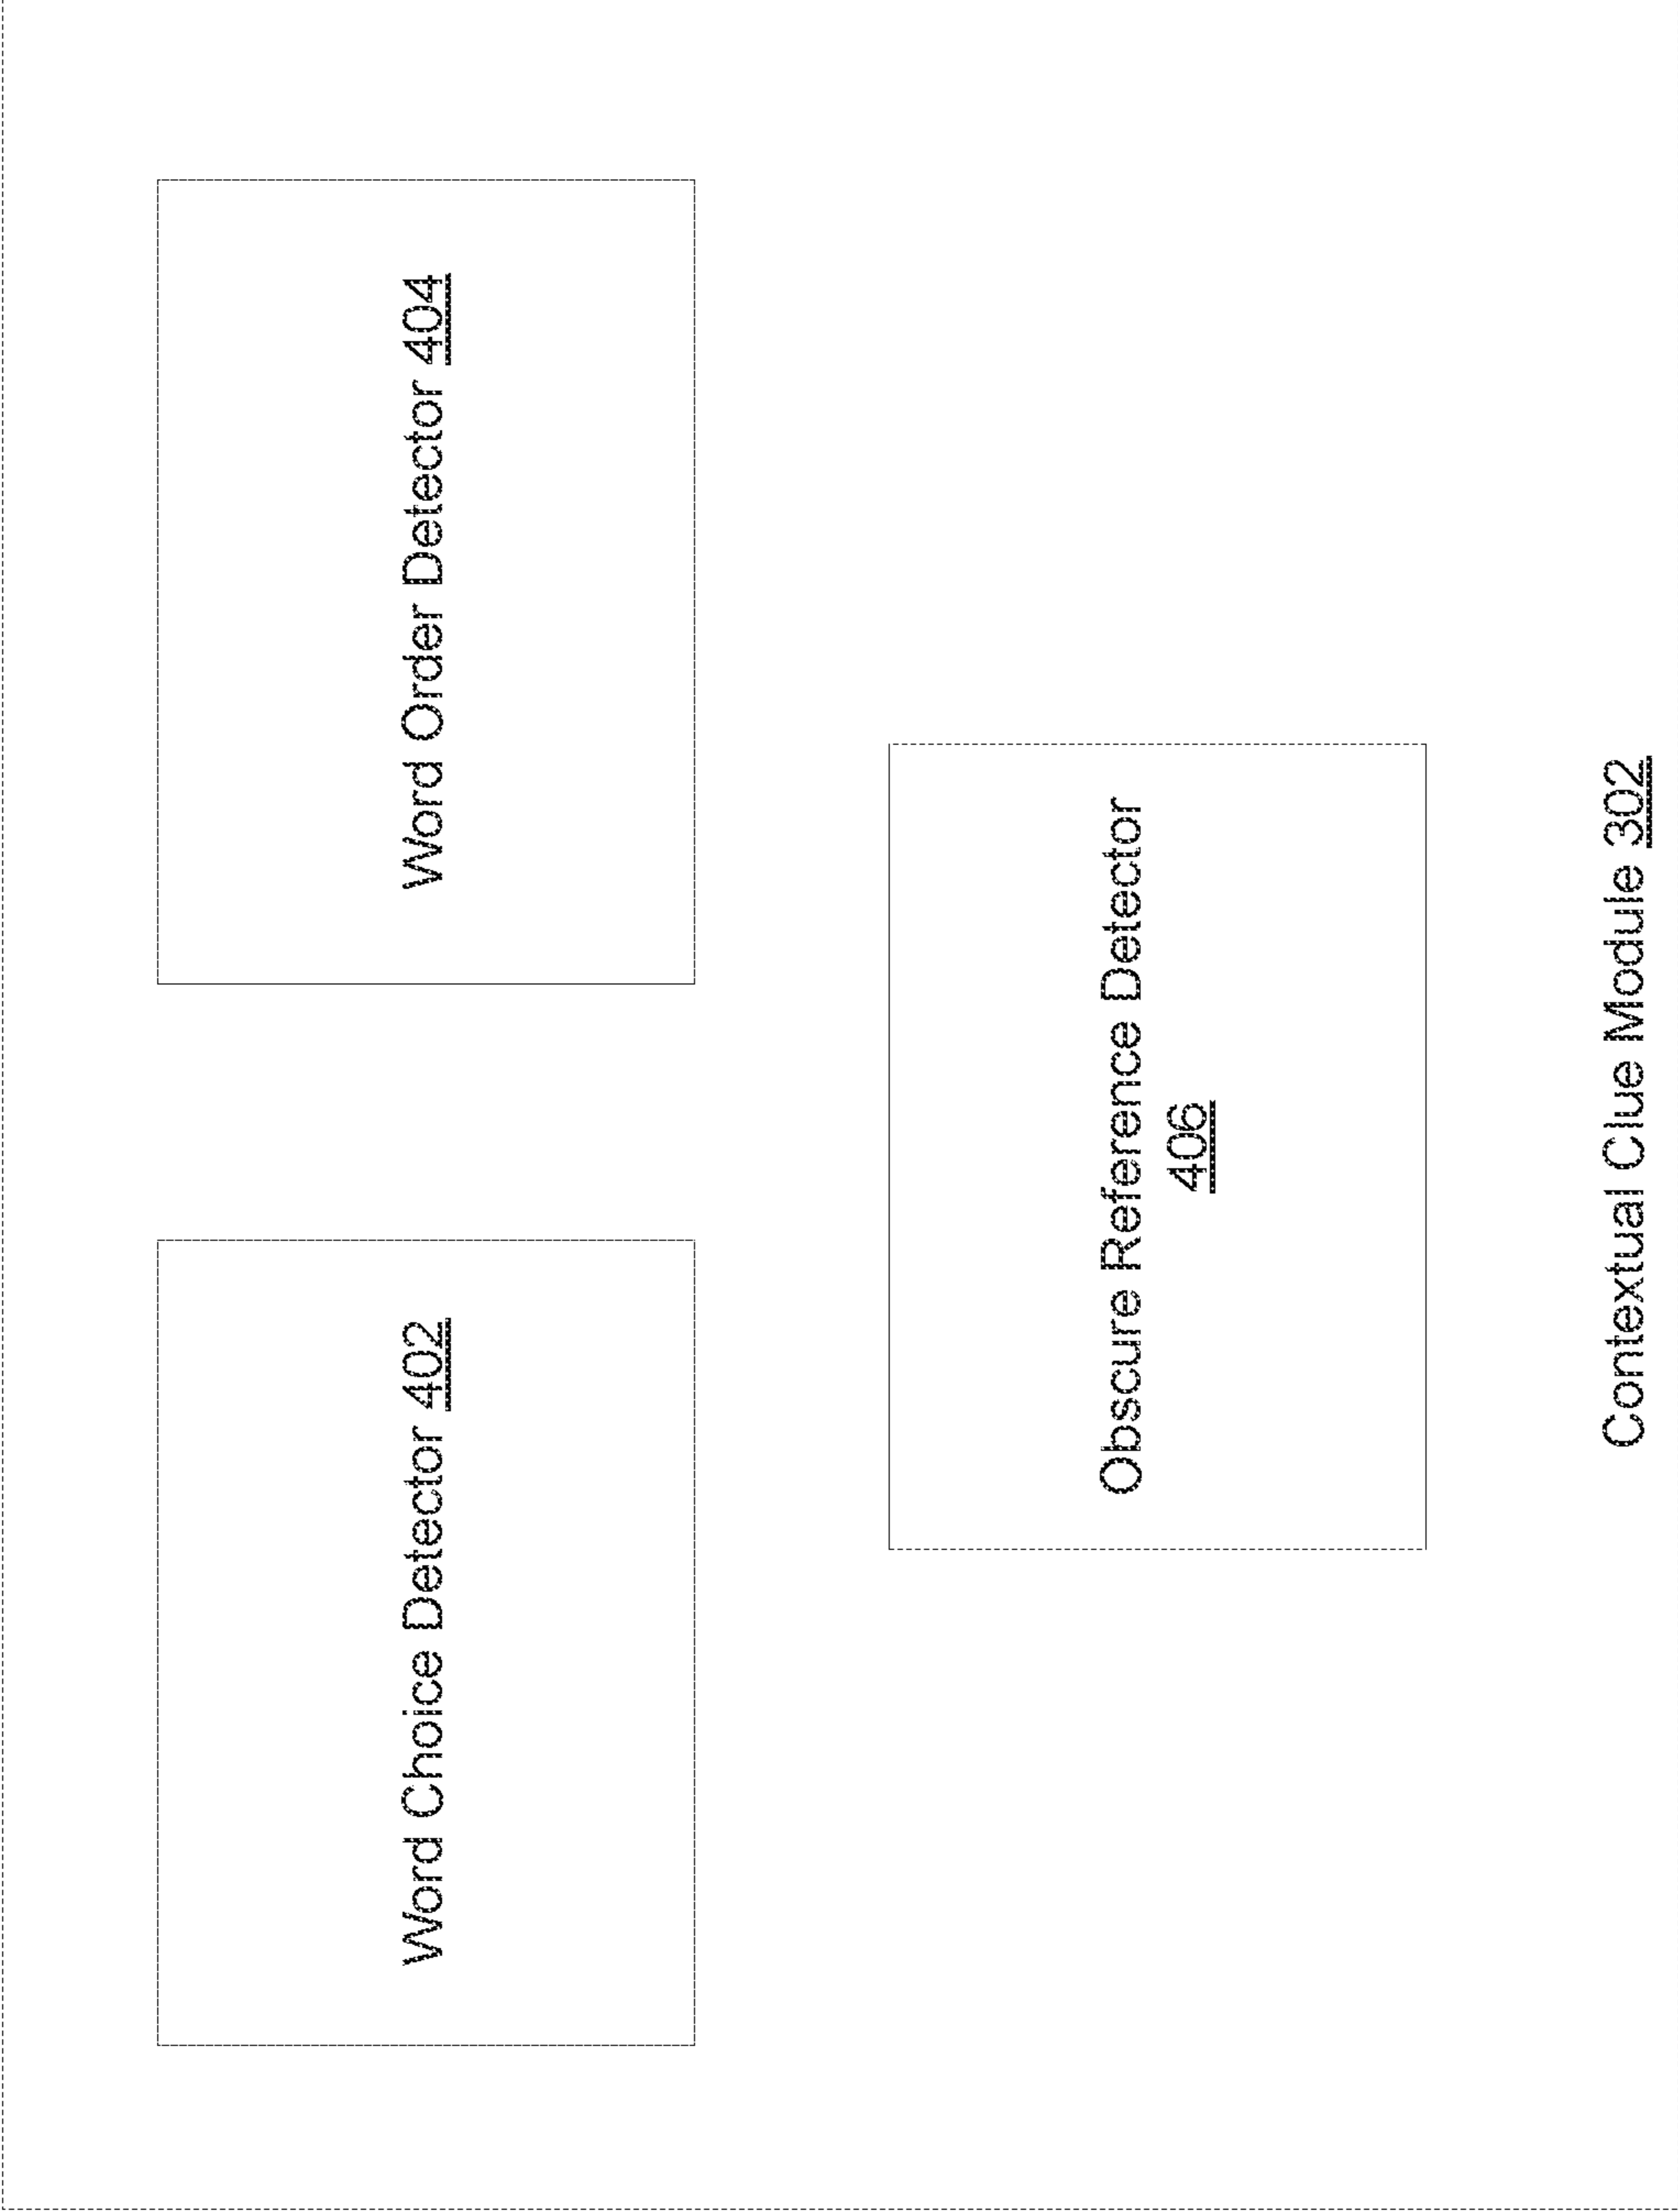 Word Choice Detector 402
Word Order Detector 404
Obscure Reference Detector
406
Contextual Clue Module 302